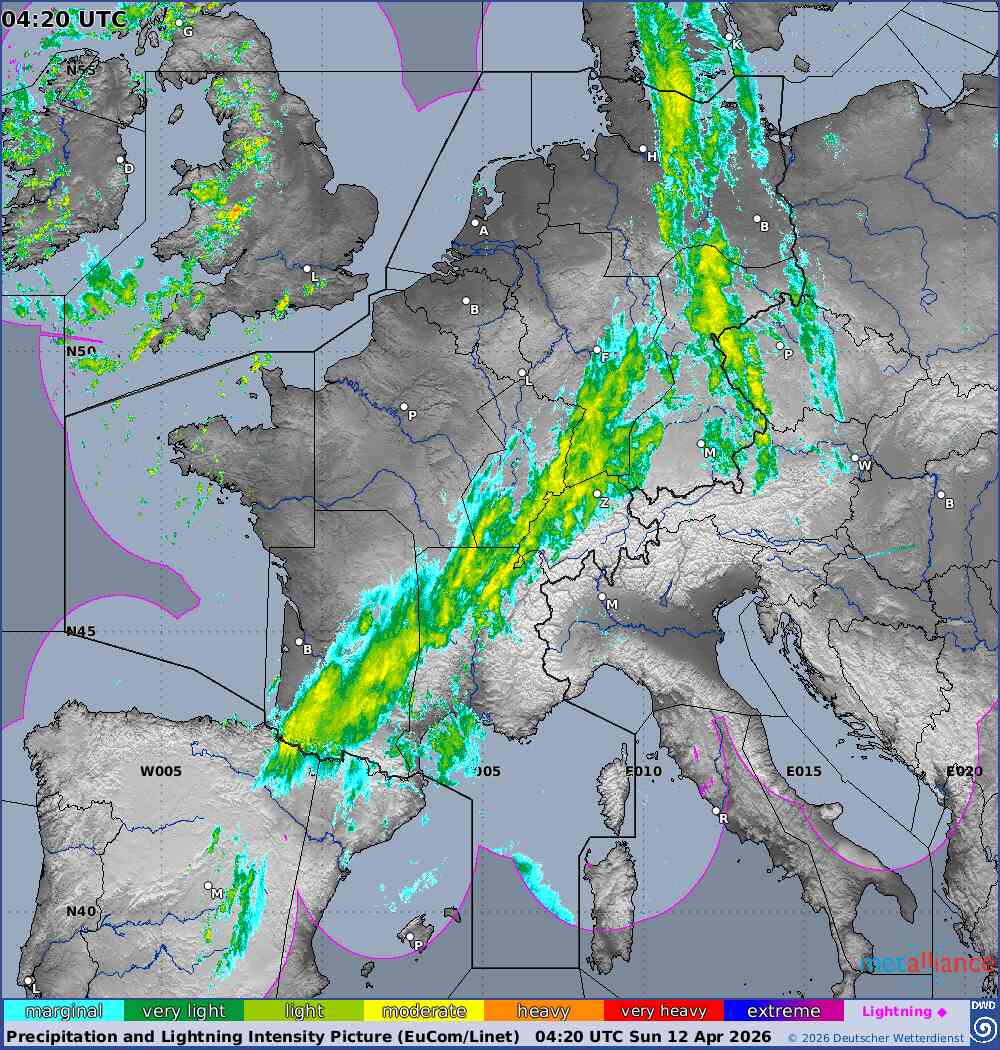 04:20 UTC
G
K
N55
H
D
A
B
L
B
N50
F
P
L
P
M
W
Z
B
M
N45
B
W005
E005
E010
E015
E020
R
M
N40
P
L
metalliance
marginal very light light moderate heavy very heavy extreme Lightning ◆
DWD
Precipitation and Lightning Intensity Picture (EuCom/Linet) 04:20 UTC Sun 12 Apr 2026 © 2026 Deutscher Wetterdienst